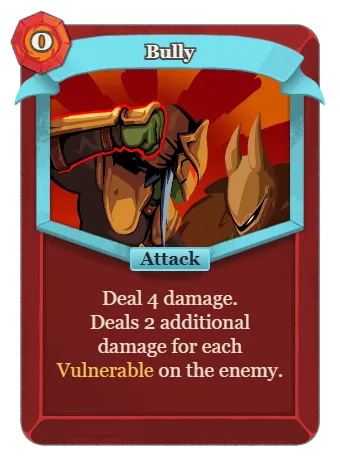 0
Bully
Attack
Deal 4 damage.
Deals 2 additional
damage for each
Vulnerable on the enemy.